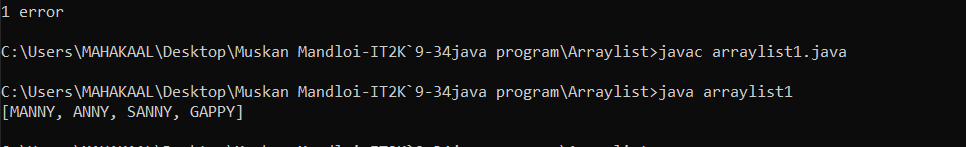 1 error
C:\Users\MAHAKAAL\Desktop\Muskan Mandloi-IT2K`9-34java program\Arraylist>javac arraylist1.java
C:\Users\MAHAKAAL\Desktop\Muskan Mandloi-IT2K`9-34java program\Arraylist>java arraylist1
[MANNY, ANNY, SANNY, GAPPY]